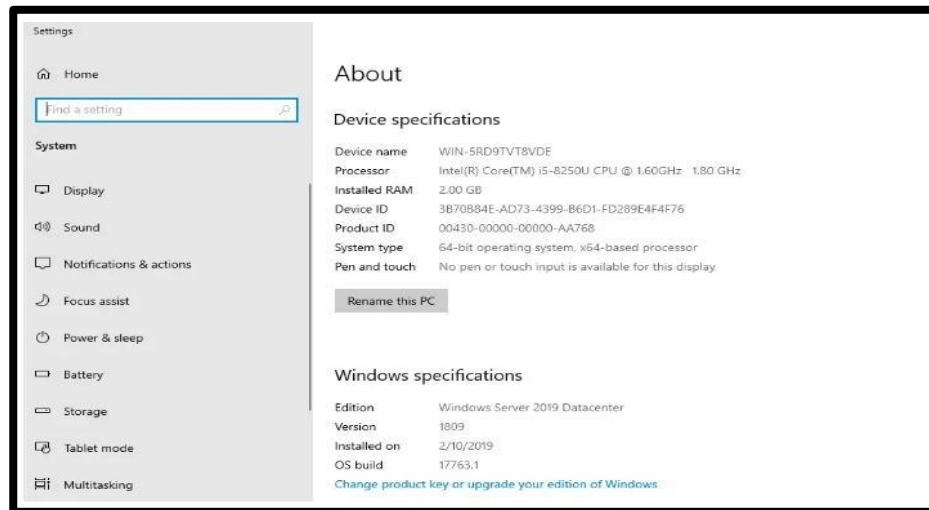 Settings
Home
Find a setting
System
Display
Sound
Notifications & actions
Focus assist
Power & sleep
Battery
Storage
Tablet mode
Multitasking
About
Device specifications
Device name WIN-5RD9TVT8VDE
Processor Intel(R) Core(TM) i5-8250U CPU @ 1.60GHz 1.80 GHz
Installed RAM 2.00 GB
Device ID 3B70B84E-AD73-4399-B6D1-FD289E4F4F76
Product ID 00430-00000-00000-AA768
System type 64-bit operating system, x64-based processor
Pen and touch No pen or touch input is available for this display
Rename this PC
Windows specifications
Edition Windows Server 2019 Datacenter
Version 1809
Installed on 2/10/2019
OS build 17763.1
Change product key or upgrade your edition of Windows